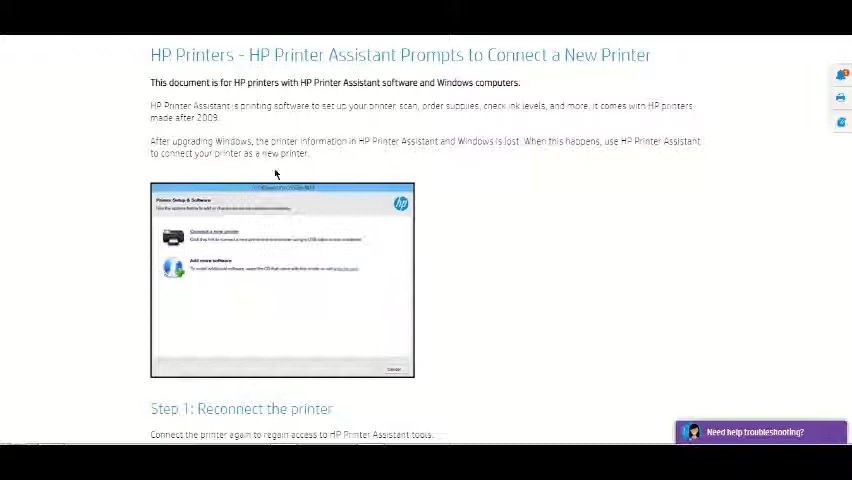 HP Printers - HP Printer Assistant Prompts to Connect a New Printer
This document is for HP printers with HP Printer Assistant software and Windows computers.
HP Printer Assistant is printing software to set up your printer, scan, order supplies, check ink levels, and more, it comes with HP printers
made after 2009.
After upgrading Windows, the printer information in HP Printer Assistant and Windows is lost. When this happens, use HP Printer Assistant
to connect your printer as a new printer.
Printer Setup & Software
hp
Connect a new printer
Add more software
Step 1: Reconnect the printer
Connect the printer again to regain access to HP Printer Assistant tools.
Need help troubleshooting?